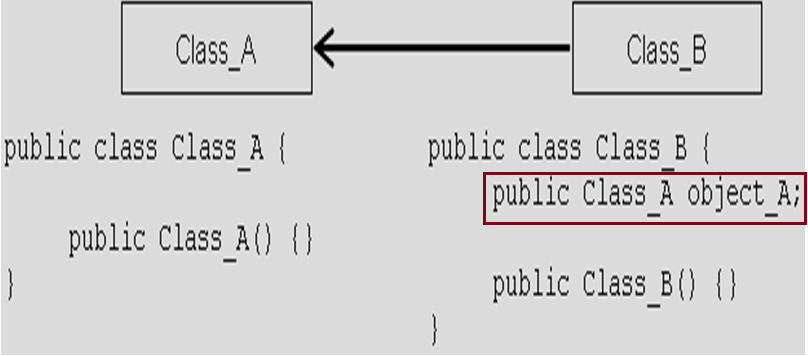 Class_A
Class_B
public class Class_A {
public Class_A() {}
}
public class Class_B {
public Class_A object_A;
public Class_B() {}
}